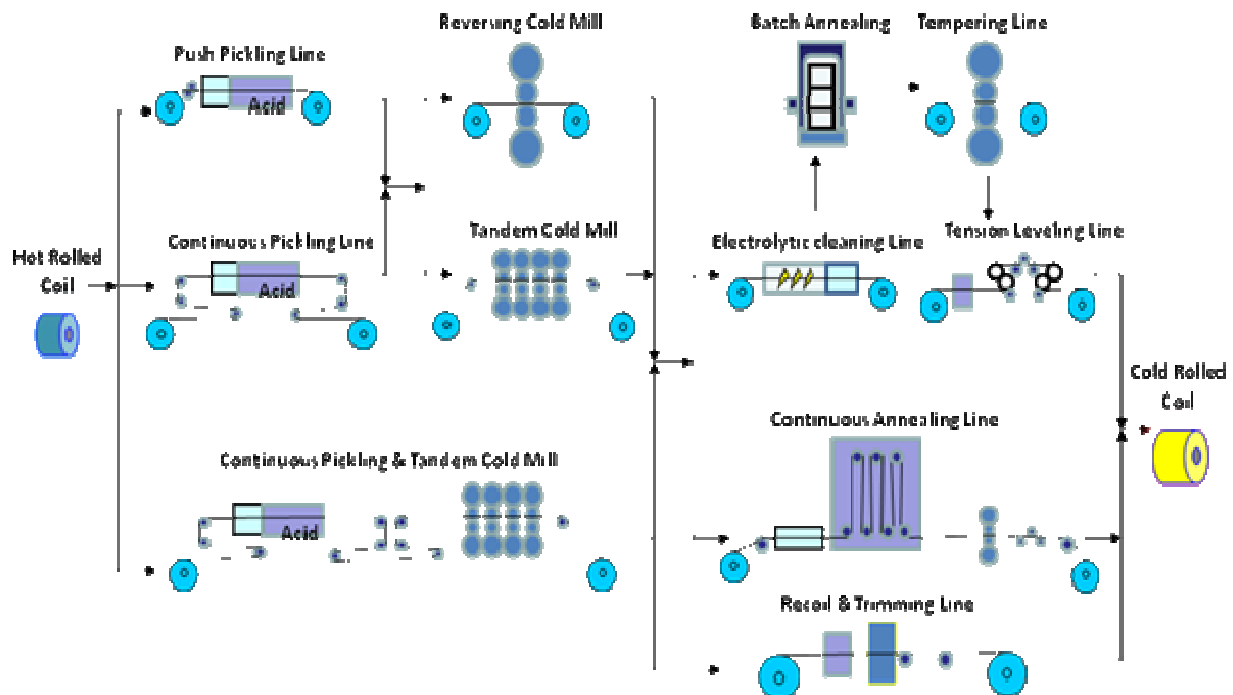 Reversing Cold Mill
Batch Annealing
Tempering Line
Push Pickling Line
Acid
Continuous Pickling Line
Tandem Cold Mill
Electrolytic cleaning Line
Tension Leveling Line
Hot Rolled
Coil
Acid
Cold Rolled
Coil
Continuous Annealing Line
Continuous Pickling & Tandem Cold Mill
Acid
Recoil & Trimming Line